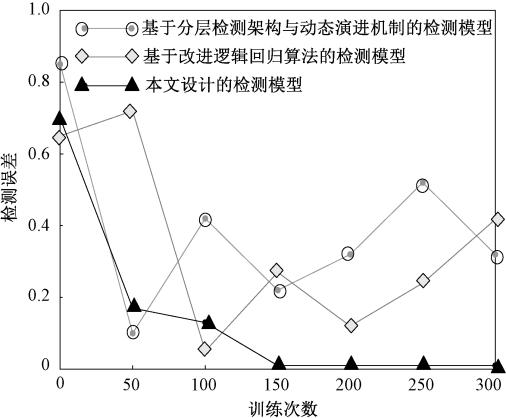 1.0
基于分层检测架构与动态演进机制的检测模型
基于改进逻辑回归算法的检测模型
0.8
本文设计的检测模型
0.6
检测误差
0.4
0.2
0
0 50 100 150 200 250 300
训练次数